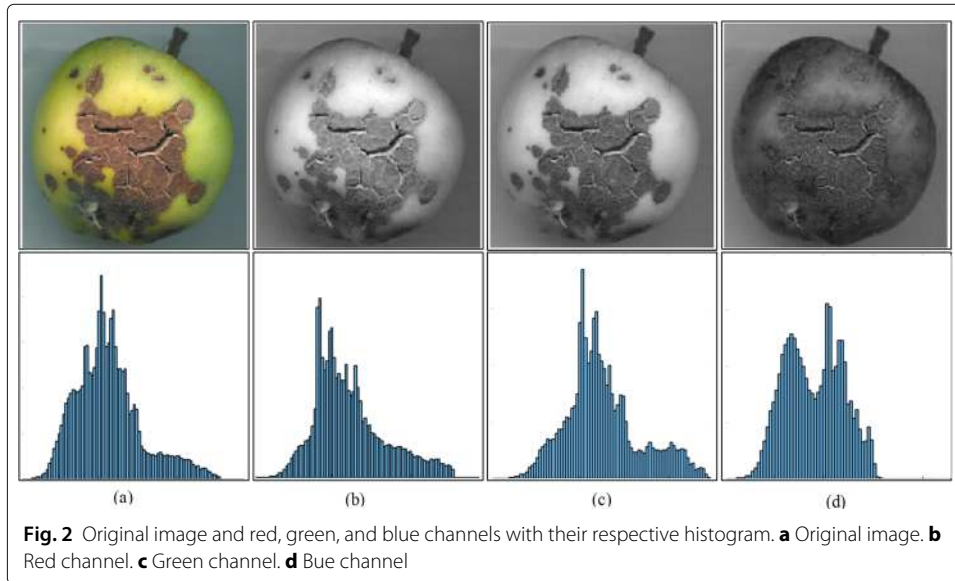 (a) (b) (c) (d)
Fig. 2 Original image and red, green, and blue channels with their respective histogram. a Original image. b
Red channel. c Green channel. d Bue channel